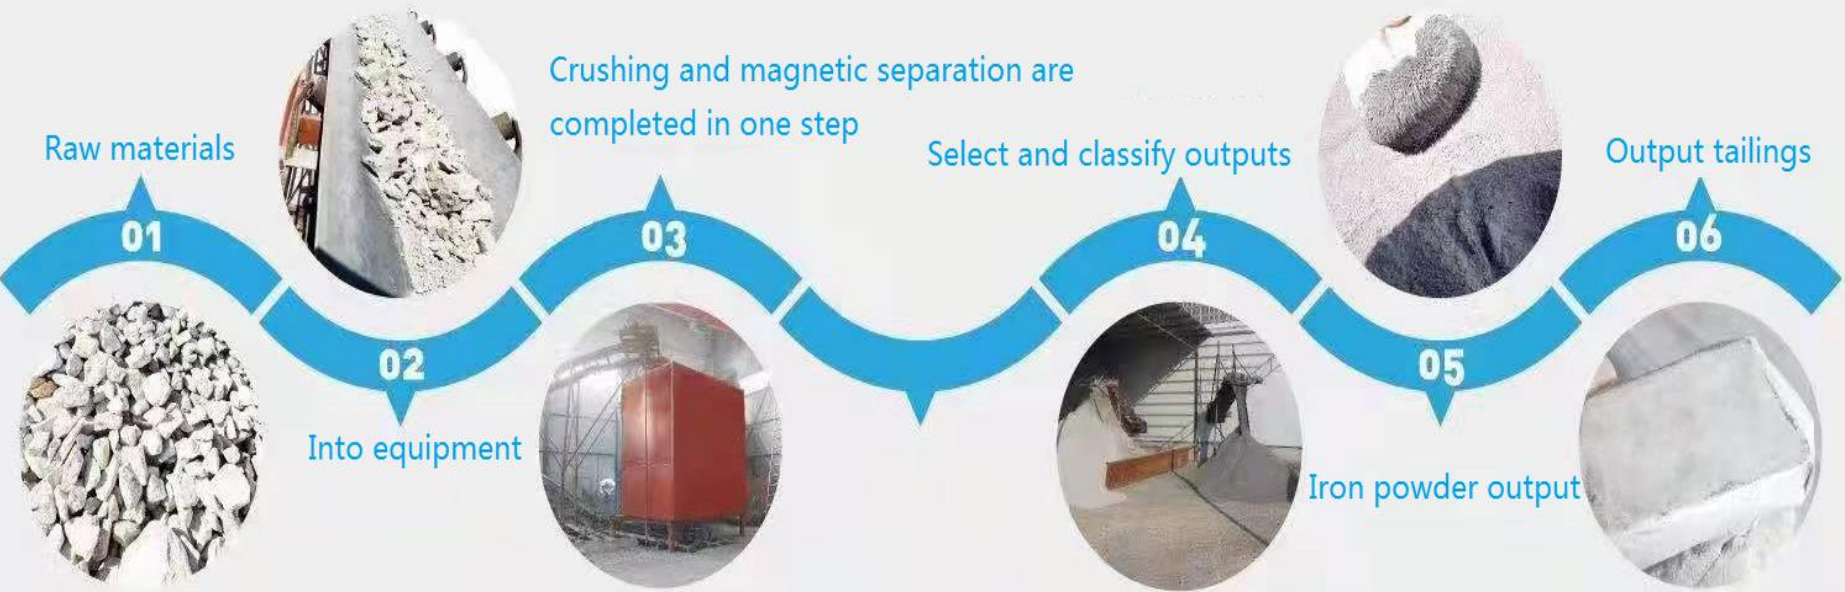 Raw materials
01
02
Into equipment
Crushing and magnetic separation are
completed in one step
03
Select and classify outputs
04
05
Iron powder output
Output tailings
06